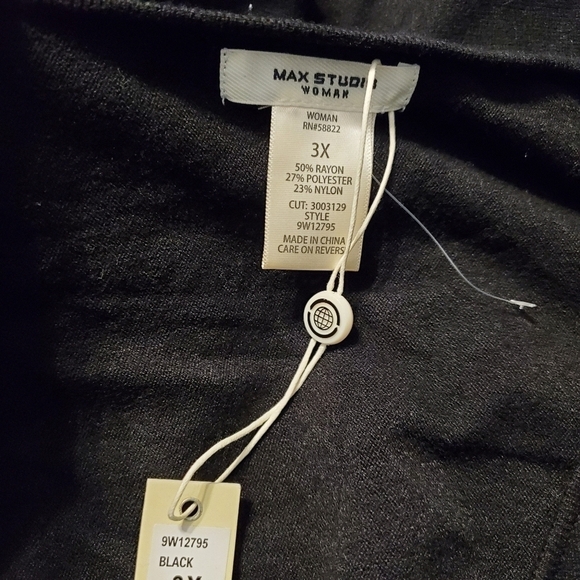 MAX STUDIO
WOMAN
WOMAN
RN#58822
3X
50% RAYON
27% POLYESTER
23% NYLON
CUT: 3003129
STYLE
9W12795
MADE IN CHINA
CARE ON REVERS
9W12795
BLACK